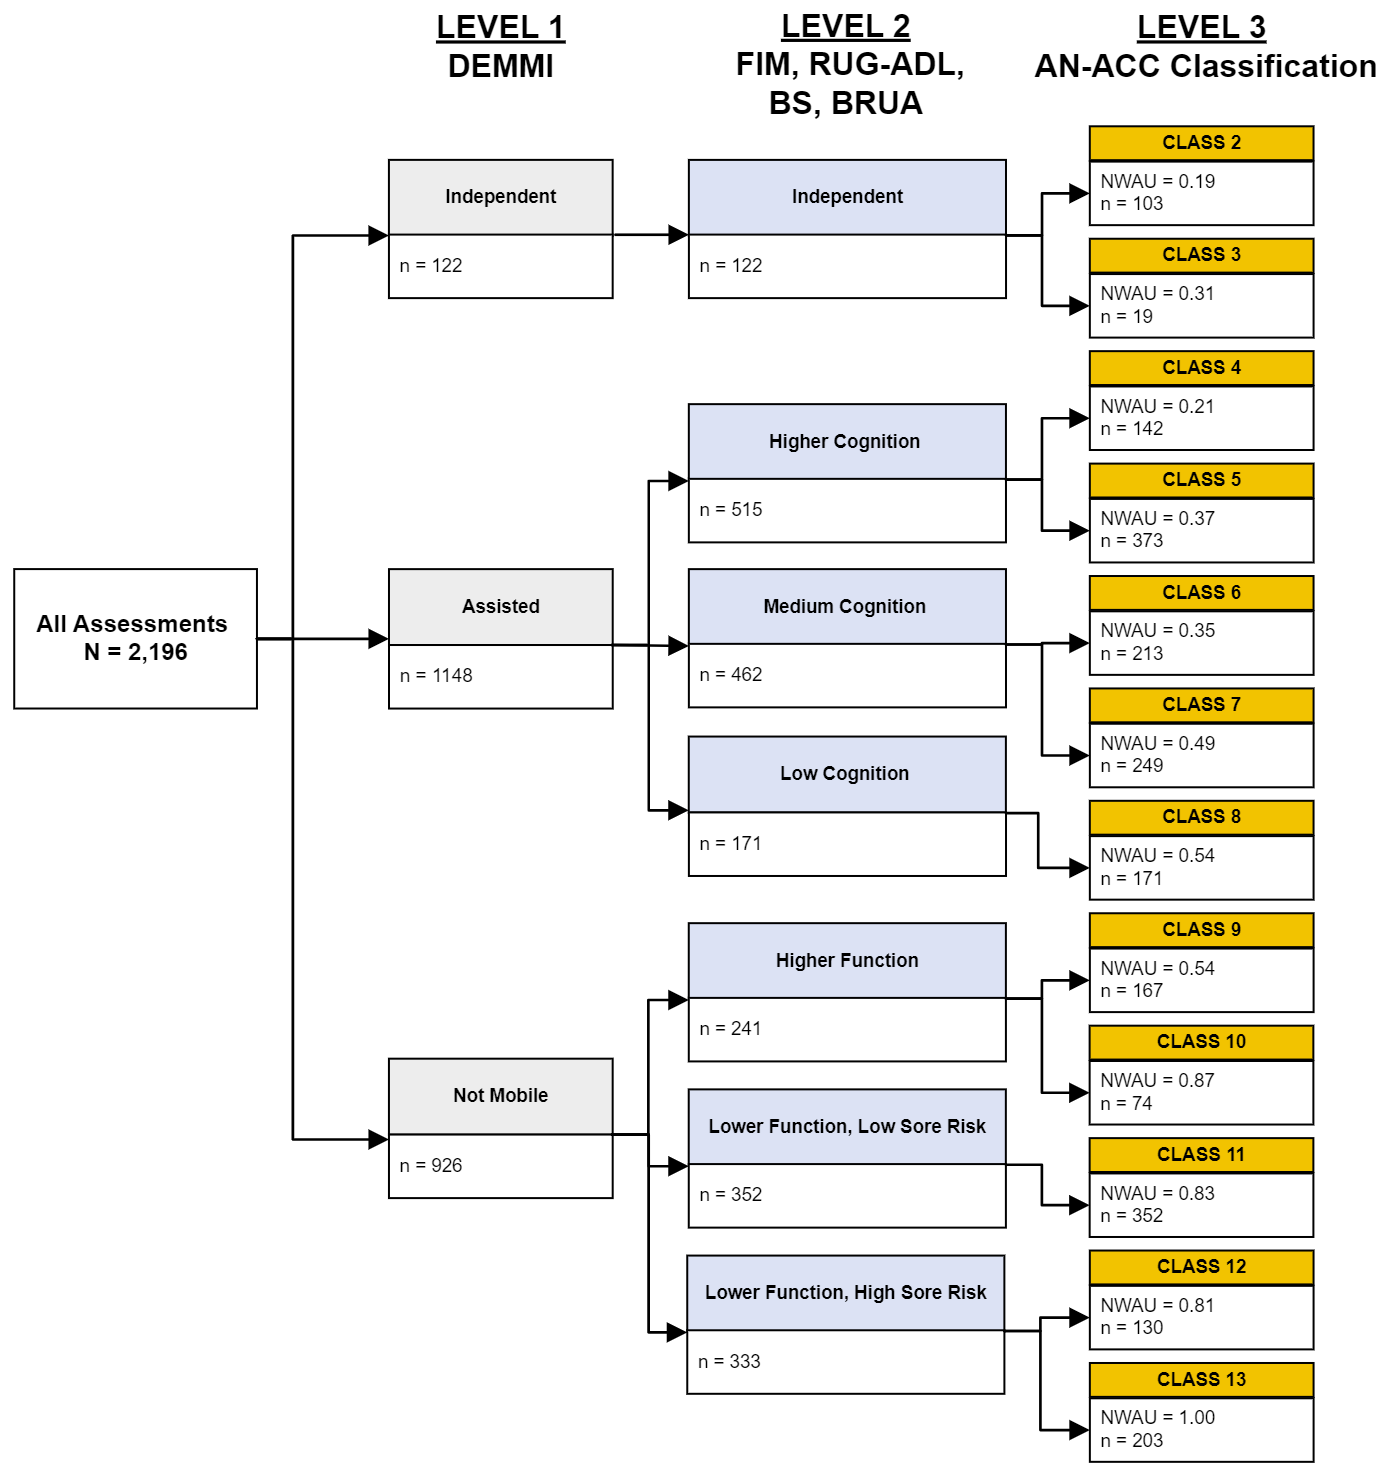 LEVEL 1
DEMMI
LEVEL 2
FIM, RUG-ADL,
BS, BRUA
LEVEL 3
AN-ACC Classification
All Assessments
N = 2,196
Independent
n = 122
Assisted
n = 1148
Not Mobile
n = 926
Independent
n = 122
Higher Cognition
n = 515
Medium Cognition
n = 462
Low Cognition
n = 171
Higher Function
n = 241
Lower Function, Low Sore Risk
n = 352
Lower Function, High Sore Risk
n = 333
CLASS 2
NWAU = 0.19
n = 103
CLASS 3
NWAU = 0.31
n = 19
CLASS 4
NWAU = 0.21
n = 142
CLASS 5
NWAU = 0.37
n = 373
CLASS 6
NWAU = 0.35
n = 213
CLASS 7
NWAU = 0.49
n = 249
CLASS 8
NWAU = 0.54
n = 171
CLASS 9
NWAU = 0.54
n = 167
CLASS 10
NWAU = 0.87
n = 74
CLASS 11
NWAU = 0.83
n = 352
CLASS 12
NWAU = 0.81
n = 130
CLASS 13
NWAU = 1.00
n = 203